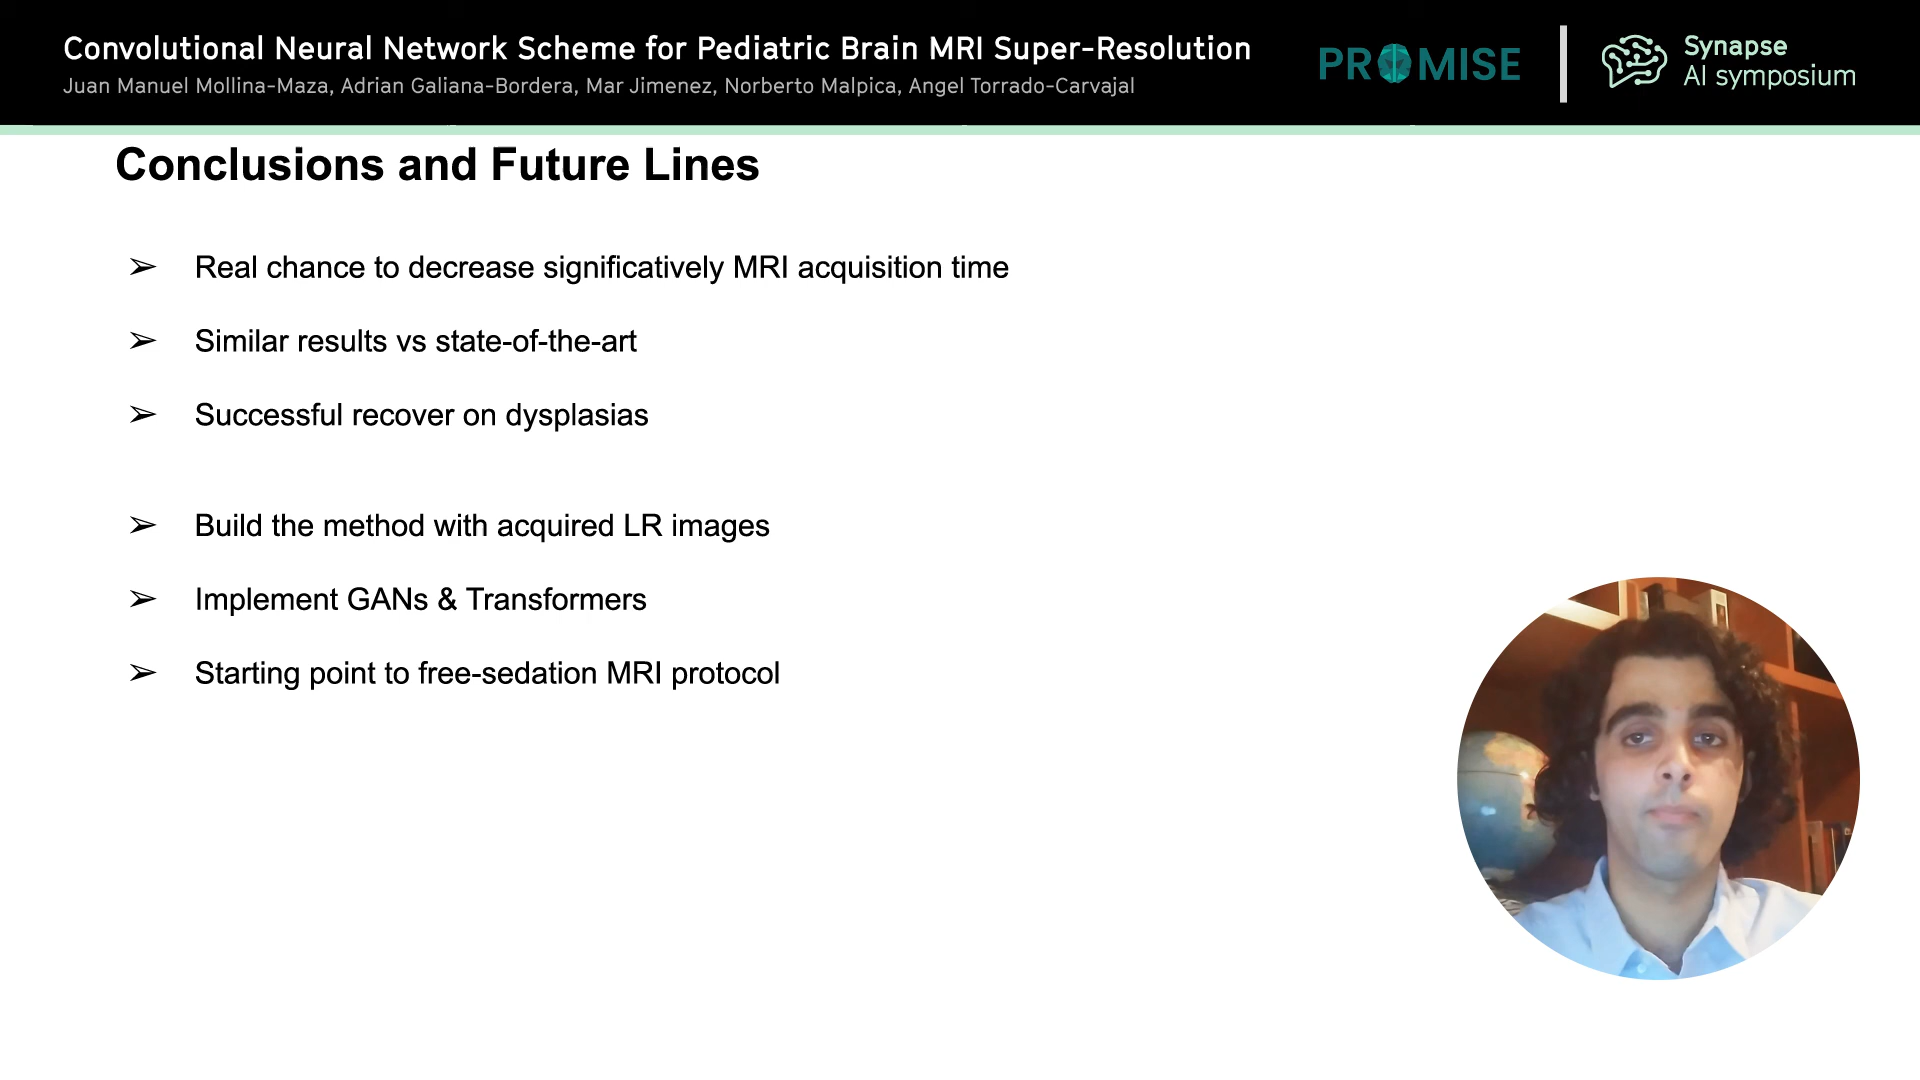 Convolutional Neural Network Scheme for Pediatric Brain MRI Super-Resolution
Juan Manuel Mollina-Maza, Adrian Galiana-Bordera, Mar Jimenez, Norberto Malpica, Angel Torrado-Carvajal
PROMISE
Synapse
AI symposium
Conclusions and Future Lines
➢ Real chance to decrease significatively MRI acquisition time
➢ Similar results vs state-of-the-art
➢ Successful recover on dysplasias
➢ Build the method with acquired LR images
➢ Implement GANs & Transformers
➢ Starting point to free-sedation MRI protocol